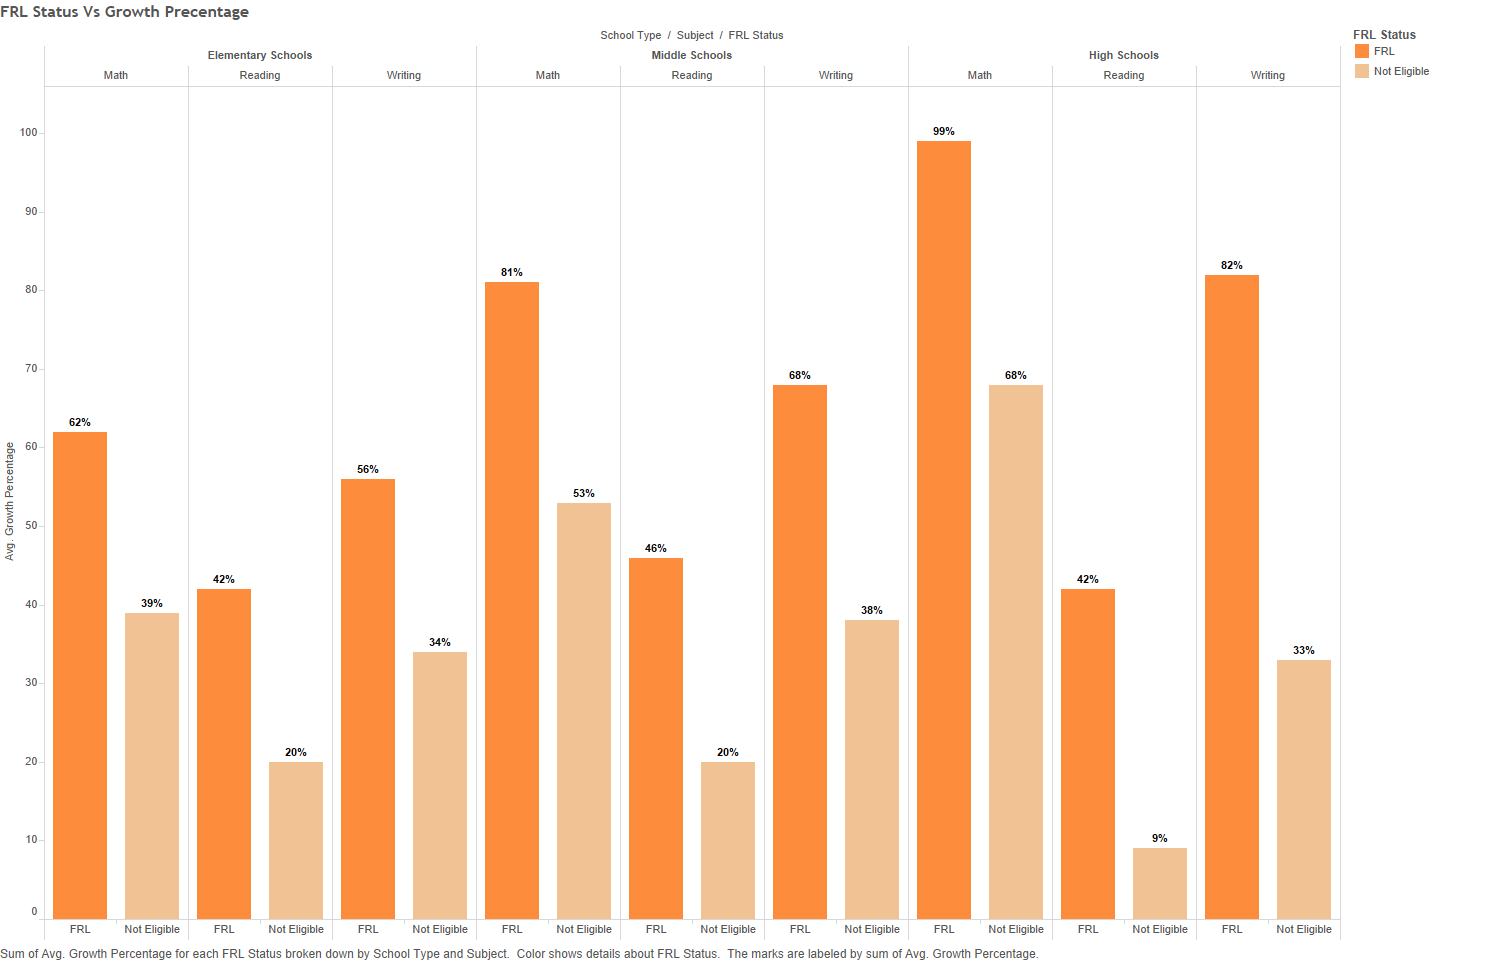 FRL Status Vs Growth Precentage
School Type / Subject / FRL Status
FRL Status
FRL
Not Eligible
Elementary Schools Middle Schools High Schools
Math Reading Writing Math Reading Writing Math Reading Writing
Avg. Growth Percentage
100
90
80
70
60
50
40
30
20
10
0
62%
39%
42%
20%
56%
34%
81%
53%
46%
20%
68%
38%
99%
68%
42%
9%
82%
33%
FRL Not Eligible FRL Not Eligible FRL Not Eligible FRL Not Eligible FRL Not Eligible FRL Not Eligible FRL Not Eligible FRL Not Eligible FRL Not Eligible
Sum of Avg. Growth Percentage for each FRL Status broken down by School Type and Subject. Color shows details about FRL Status. The marks are labeled by sum of Avg. Growth Percentage.